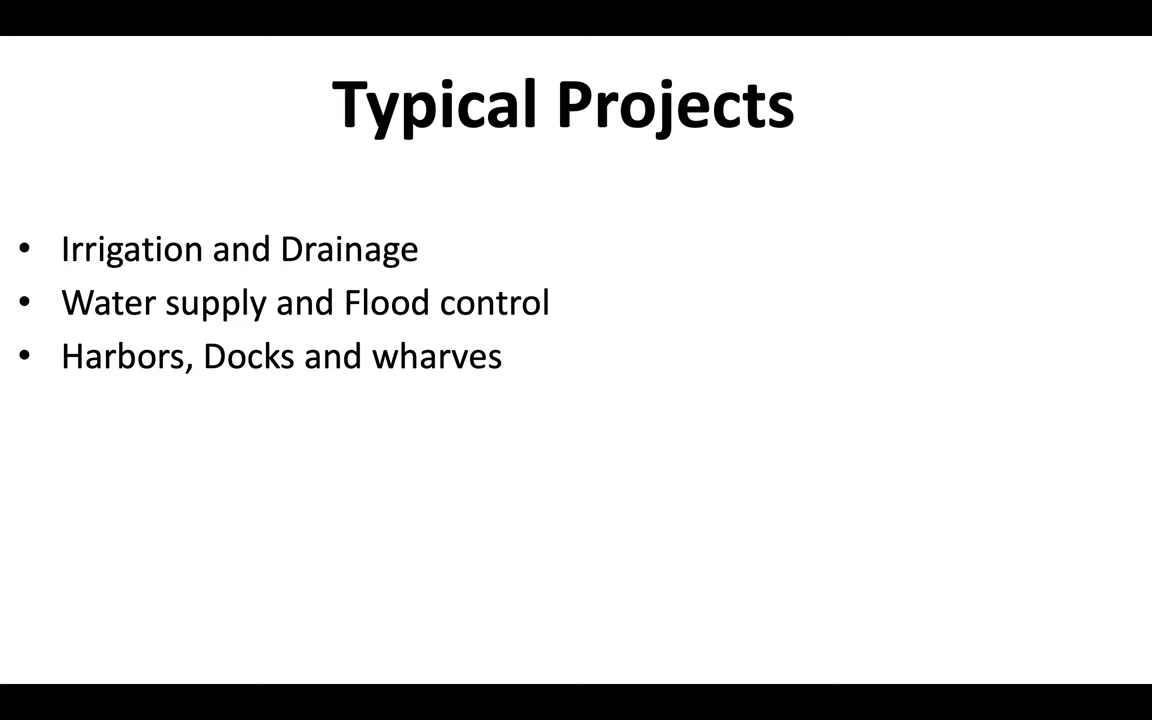 Typical Projects
• Irrigation and Drainage
• Water supply and Flood control
• Harbors, Docks and wharves